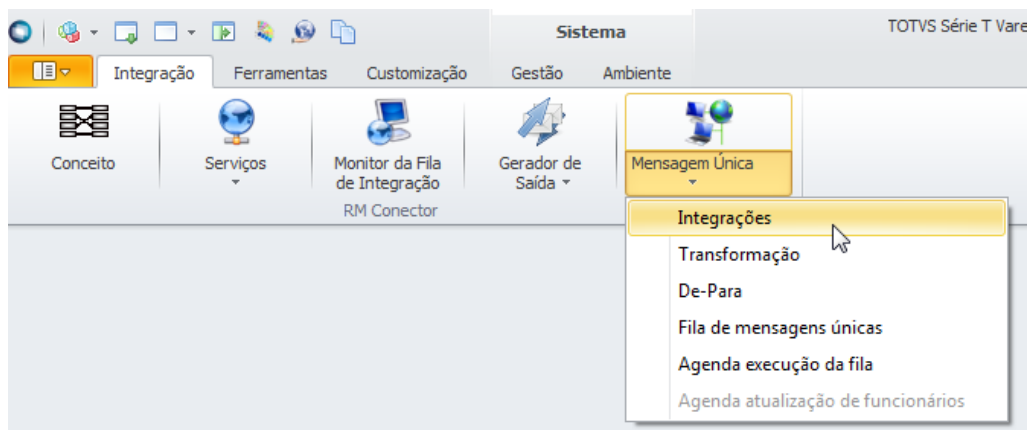 Sistema
TOTVS Série T Vare
Integração
Ferramentas
Customização
Gestão
Ambiente
Conceito
Serviços
Monitor da Fila
de Integração
Gerador de
Saída
Mensagem Única
RM Conector
Integrações
Transformação
De-Para
Fila de mensagens únicas
Agenda execução da fila
Agenda atualização de funcionários